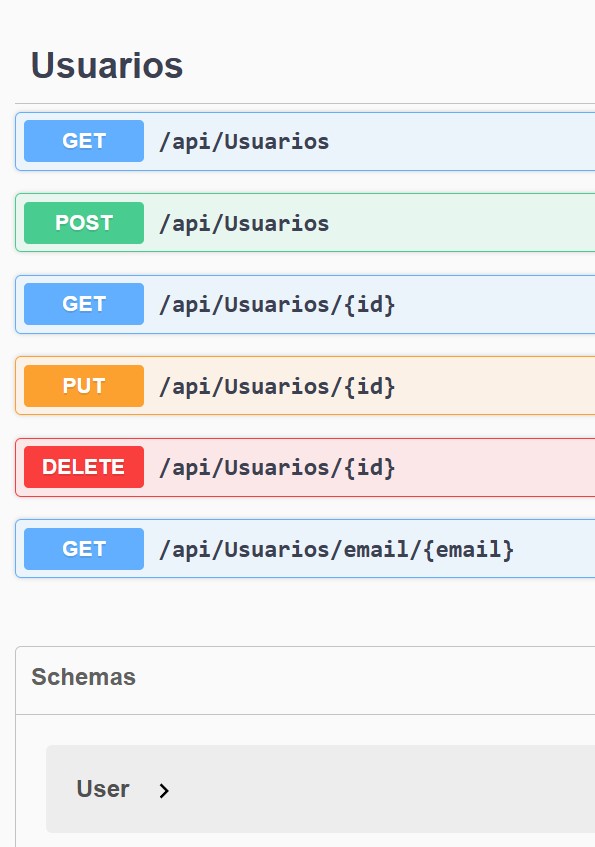 Usuarios
GET /api/Usuarios
POST /api/Usuarios
GET /api/Usuarios/{id}
PUT /api/Usuarios/{id}
DELETE /api/Usuarios/{id}
GET /api/Usuarios/email/{email}
Schemas
User